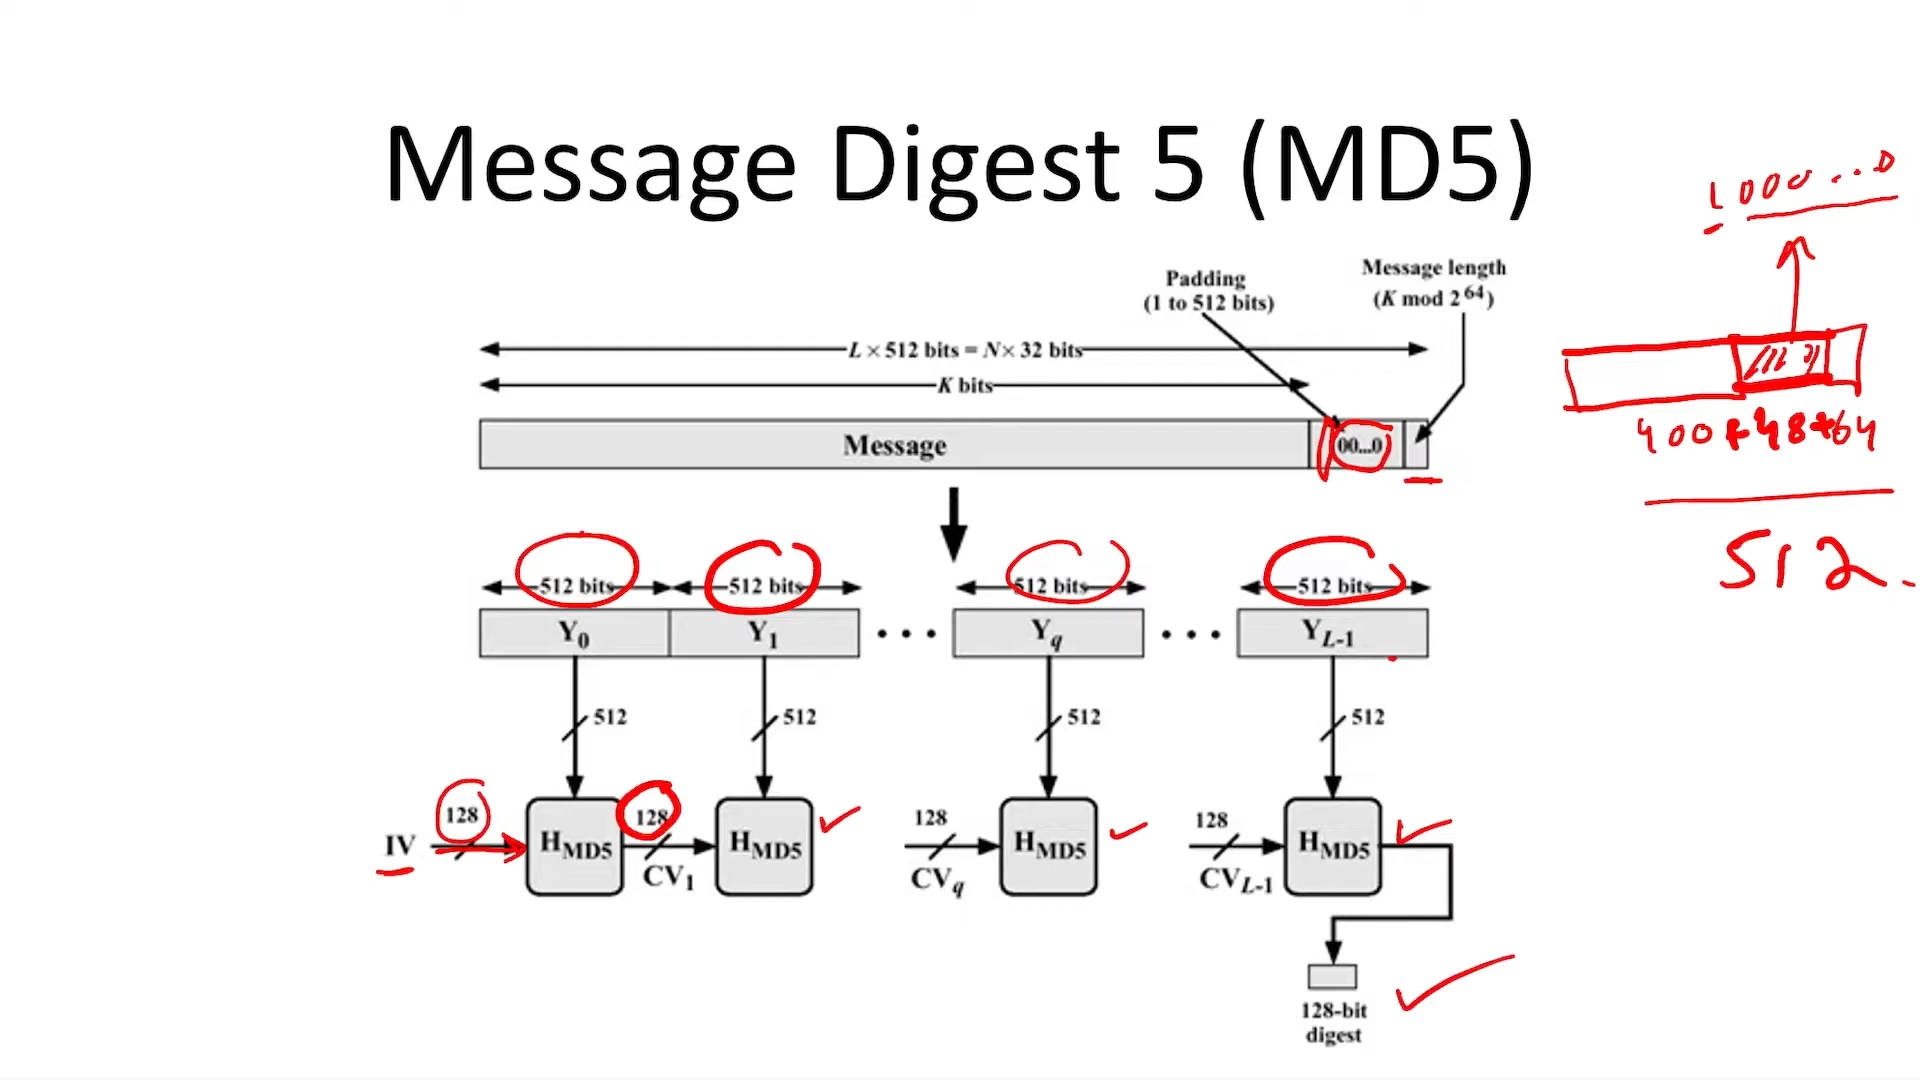 Message Digest 5 (MD5)
1000...0
Padding
(1 to 512 bits)
Message length
(K mod 2^64)
L × 512 bits = N × 32 bits
K bits
Message
00...0
400+48+64
512.
512 bits
512 bits
512 bits
512 bits
Y0
Y1
• • •
Yq
• • •
YL-1
512
512
512
512
IV
128
HMD5
128
CV1
HMD5
128
CVq
HMD5
128
CVL-1
HMD5
128-bit
digest